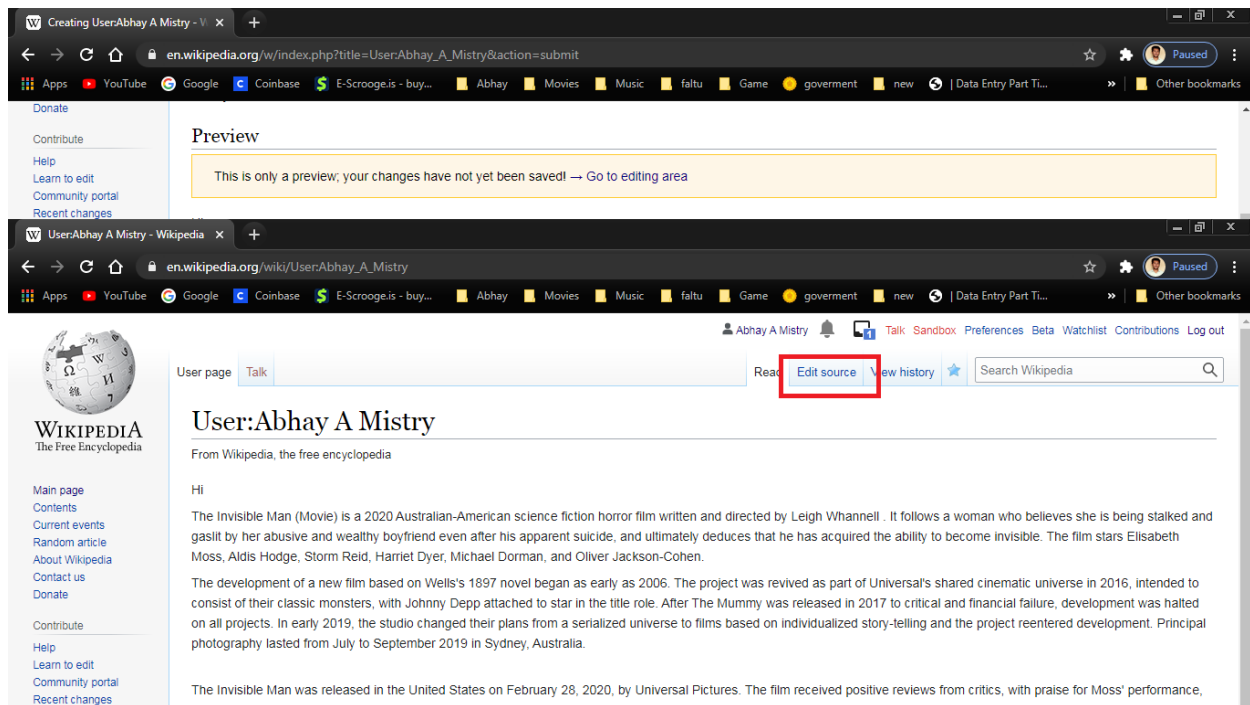 Creating User:Abhay A Mistry - W
en.wikipedia.org/w/index.php?title=User:Abhay_A_Mistry&action=submit
Paused
Apps YouTube Google Coinbase E-Scrooge.is - buy... Abhay Movies Music faltu Game goverment new | Data Entry Part Ti... » Other bookmarks
Donate
Contribute
Help
Learn to edit
Community portal
Recent changes
Preview
This is only a preview; your changes have not yet been saved! → Go to editing area
User:Abhay A Mistry - Wikipedia
en.wikipedia.org/wiki/User:Abhay_A_Mistry
Paused
Apps YouTube Google Coinbase E-Scrooge.is - buy... Abhay Movies Music faltu Game goverment new | Data Entry Part Ti... » Other bookmarks
Abhay A Mistry 1 Talk Sandbox Preferences Beta Watchlist Contributions Log out
User page Talk Read Edit source View history Search Wikipedia
WIKIPEDIA
The Free Encyclopedia
Main page
Contents
Current events
Random article
About Wikipedia
Contact us
Donate
Contribute
Help
Learn to edit
Community portal
Recent changes
User:Abhay A Mistry
From Wikipedia, the free encyclopedia
Hi
The Invisible Man (Movie) is a 2020 Australian-American science fiction horror film written and directed by Leigh Whannell . It follows a woman who believes she is being stalked and
gaslit by her abusive and wealthy boyfriend even after his apparent suicide, and ultimately deduces that he has acquired the ability to become invisible. The film stars Elisabeth
Moss, Aldis Hodge, Storm Reid, Harriet Dyer, Michael Dorman, and Oliver Jackson-Cohen.
The development of a new film based on Wells's 1897 novel began as early as 2006. The project was revived as part of Universal's shared cinematic universe in 2016, intended to
consist of their classic monsters, with Johnny Depp attached to star in the title role. After The Mummy was released in 2017 to critical and financial failure, development was halted
on all projects. In early 2019, the studio changed their plans from a serialized universe to films based on individualized story-telling and the project reentered development. Principal
photography lasted from July to September 2019 in Sydney, Australia.
The Invisible Man was released in the United States on February 28, 2020, by Universal Pictures. The film received positive reviews from critics, with praise for Moss' performance,